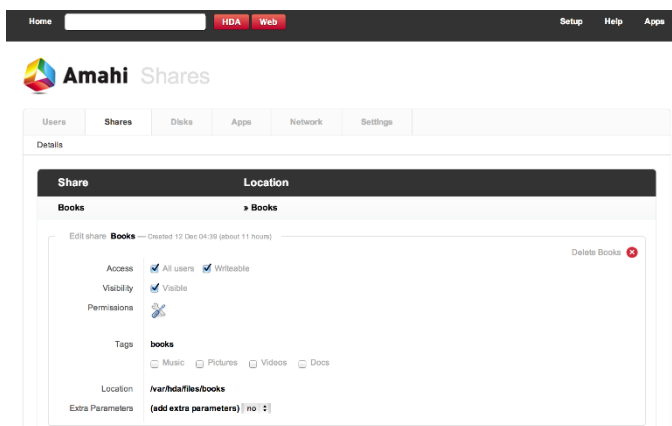 Home HDA Web Setup Help Apps
Amahi Shares
Users Shares Disks Apps Network Settings
Details
Share Location
Books » Books
Edit share Books — Created 12 Dec 04:39 (about 11 hours)
Delete Books
Access All users Writeable
Visibility Visible
Permissions
Tags books
Music Pictures Videos Docs
Location /var/hda/files/books
Extra Parameters (add extra parameters) no